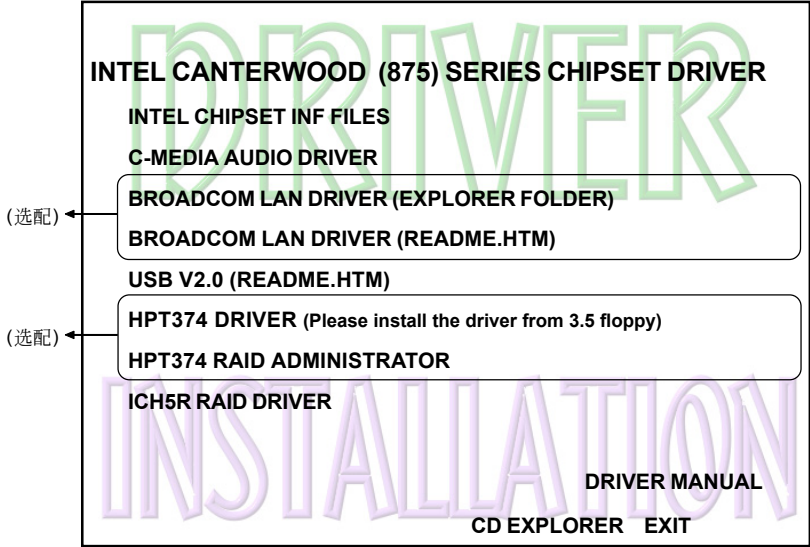 DRIVER
INTEL CANTERWOOD (875) SERIES CHIPSET DRIVER
INTEL CHIPSET INF FILES
C-MEDIA AUDIO DRIVER
(选配)
BROADCOM LAN DRIVER (EXPLORER FOLDER)
BROADCOM LAN DRIVER (README.HTM)
USB V2.0 (README.HTM)
(选配)
HPT374 DRIVER (Please install the driver from 3.5 floppy)
HPT374 RAID ADMINISTRATOR
ICH5R RAID DRIVER
INSTALLATION
DRIVER MANUAL
CD EXPLORER EXIT